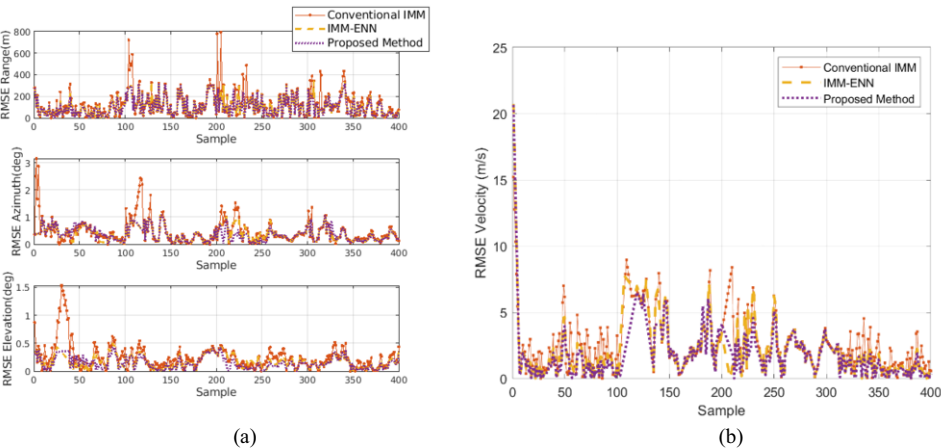 Conventional IMM
IMM-ENN
Proposed Method
RMSE Range(m)
800
600
400
200
0
0 50 100 150 200 250 300 350 400
Sample
RMSE Azimuth(deg)
3
2
1
0
0 50 100 150 200 250 300 350 400
Sample
RMSE Elevation(deg)
1.5
1
0.5
0
0 50 100 150 200 250 300 350 400
Sample
(a)
Conventional IMM
IMM-ENN
Proposed Method
RMSE Velocity (m/s)
25
20
15
10
5
0
0 50 100 150 200 250 300 350 400
Sample
(b)